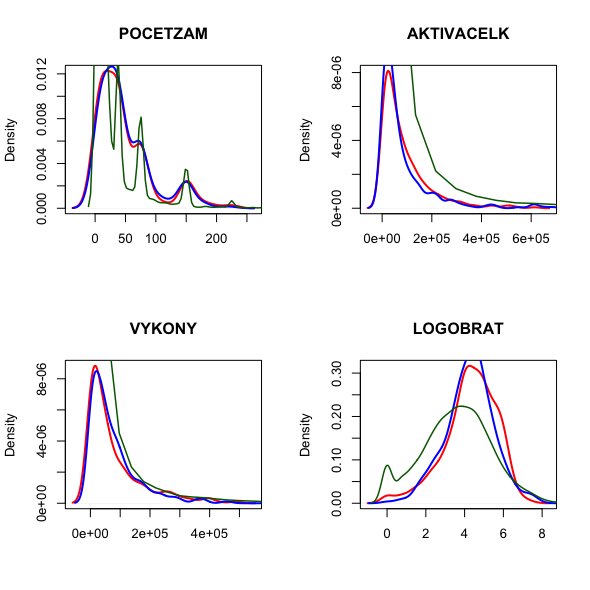 POCETZAM
Density
0.000 0.004 0.008 0.012
0 50 100 200
AKTIVACELK
Density
0e+00 4e-06 8e-06
0e+00 2e+05 4e+05 6e+05
VYKONY
Density
0e+00 4e-06 8e-06
0e+00 2e+05 4e+05
LOGOBRAT
Density
0.00 0.10 0.20 0.30
0 2 4 6 8